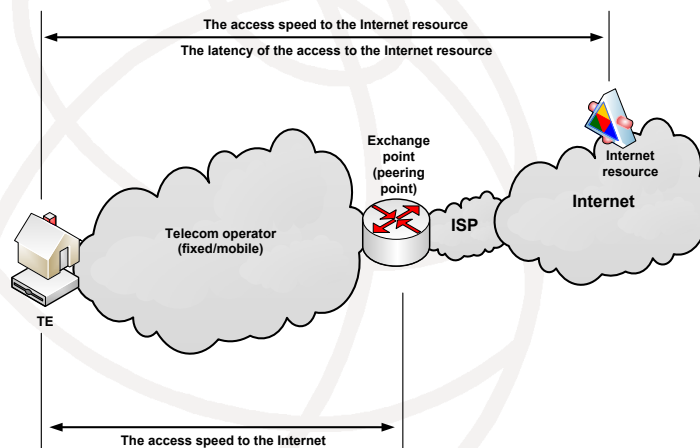 The access speed to the Internet resource
The latency of the access to the Internet resource
Exchange
point
(peering
point)
Internet
resource
Internet
ISP
Telecom operator
(fixed/mobile)
TE
The access speed to the Internet